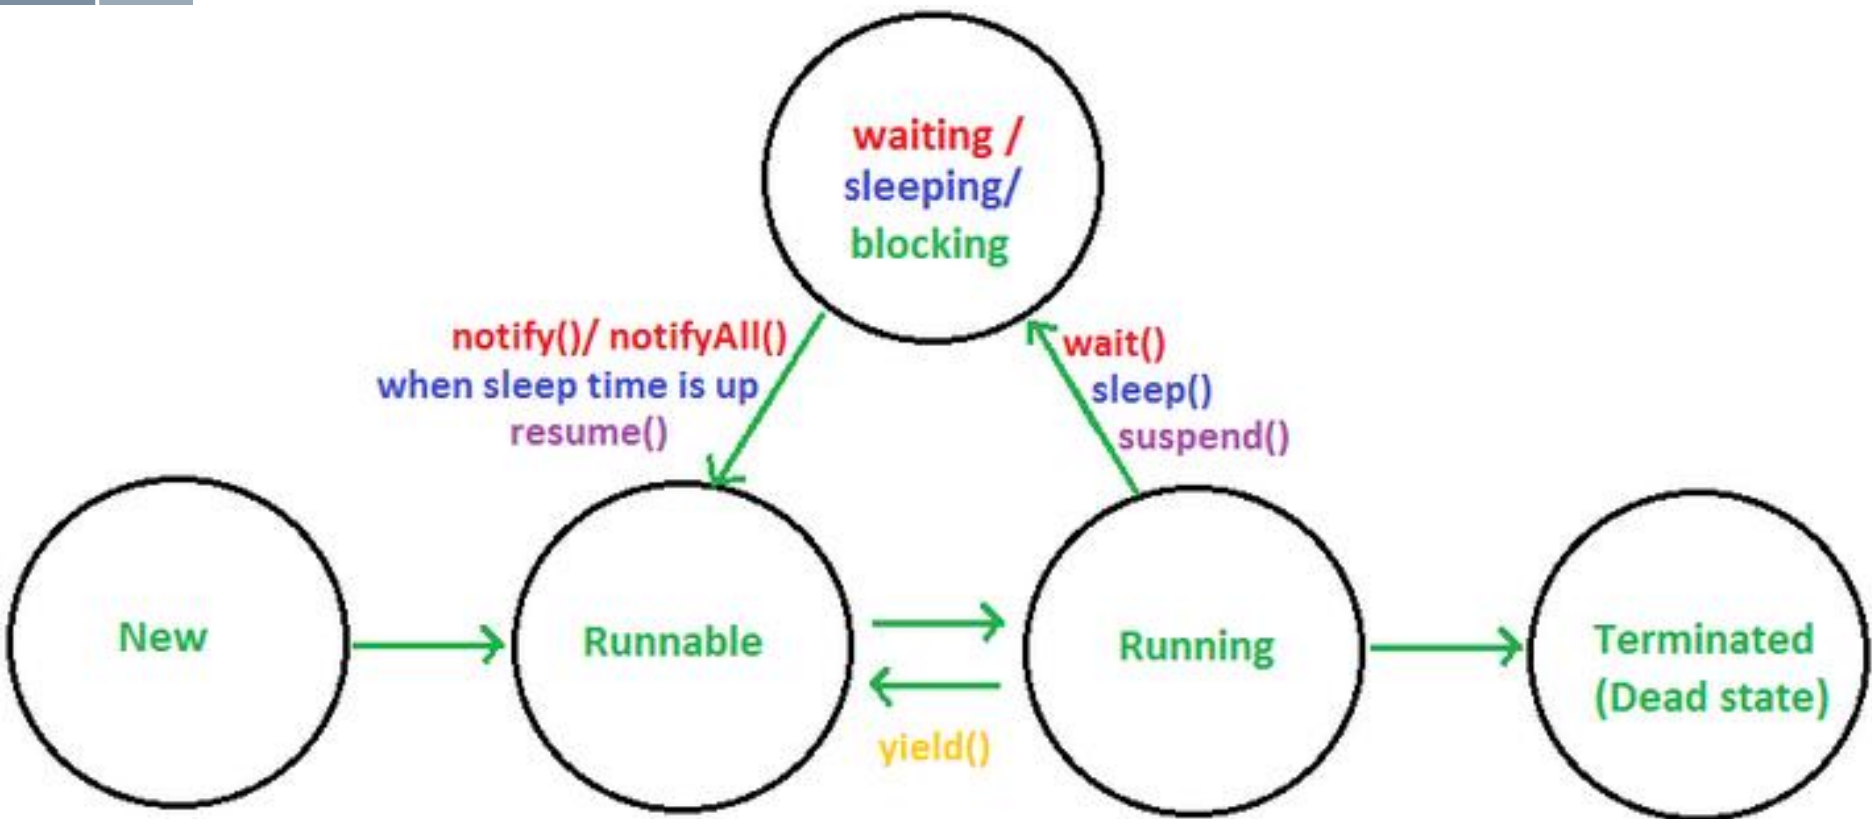 waiting /
sleeping/
blocking
notify()/ notifyAll()
when sleep time is up
resume()
wait()
sleep()
suspend()
New
Runnable
Running
Terminated
(Dead state)
yield()